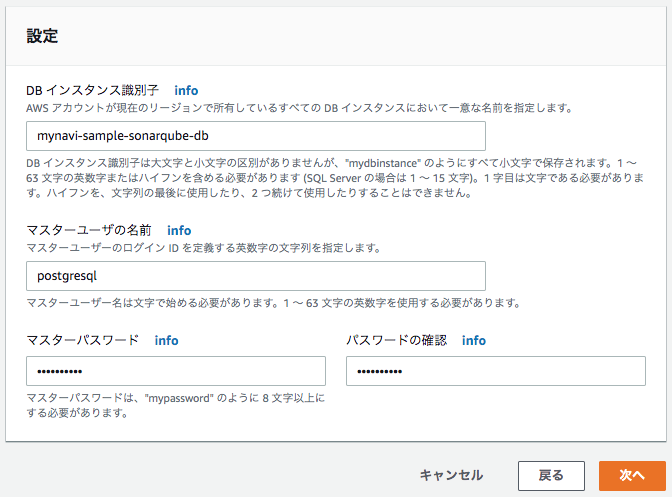 設定
DB インスタンス識別子 info
AWS アカウントが現在のリージョンで所有しているすべての DB インスタンスにおいて一意な名前を指定します。
mynavi-sample-sonarqube-db
DB インスタンス識別子は大文字と小文字の区別がありませんが、"mydbinstance" のようにすべて小文字で保存されます。1 ～
63 文字の英数字またはハイフンを含める必要があります (SQL Server の場合は 1 ～ 15 文字)。1 字目は文字である必要がありま
す。ハイフンを、文字列の最後に使用したり、2 つ続けて使用したりすることはできません。
マスターユーザの名前 info
マスターユーザーのログイン ID を定義する英数字の文字列を指定します。
postgresql
マスターユーザー名は文字で始める必要があります。1 ～ 63 文字の英数字を使用する必要があります。
マスターパスワード info パスワードの確認 info
•••••••••• ••••••••••
マスターパスワードは、"mypassword" のように 8 文字以上に
する必要があります。
キャンセル 戻る 次へ